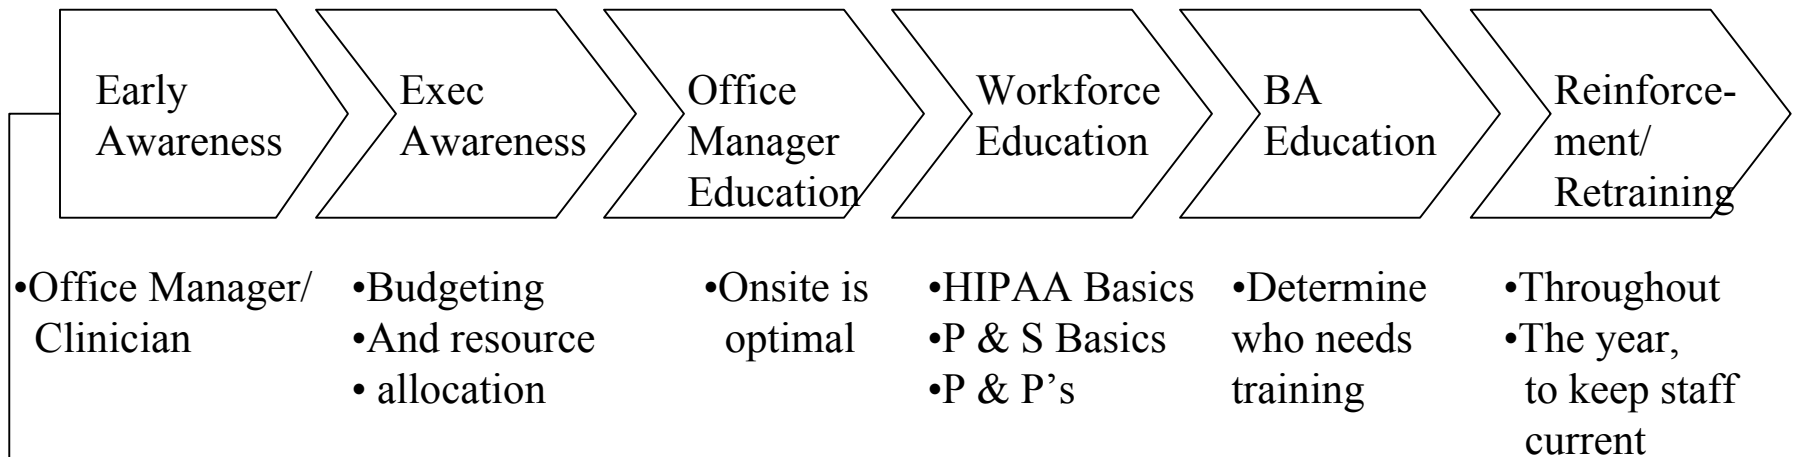 Early
Awareness
Exec
Awareness
Office
Manager
Education
Workforce
Education
BA
Education
Reinforce-
ment/
Retraining
•Office Manager/
Clinician
•Budgeting
•And resource
• allocation
•Onsite is
optimal
•HIPAA Basics
•P & S Basics
•P & P’s
•Determine
who needs
training
•Throughout
•The year,
to keep staff
current